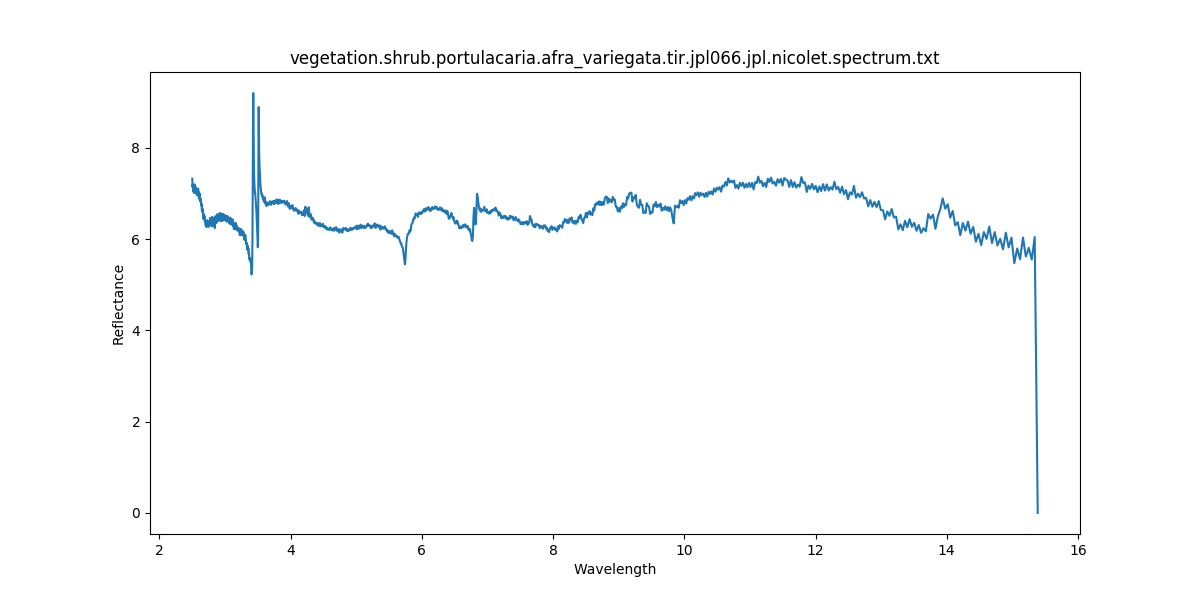 vegetation.shrub.portulacaria.afra_variegata.tir.jpl066.jpl.nicolet.spectrum.txt
8
6
4
2
0
Reflectance
2 4 6 8 10 12 14 16
Wavelength